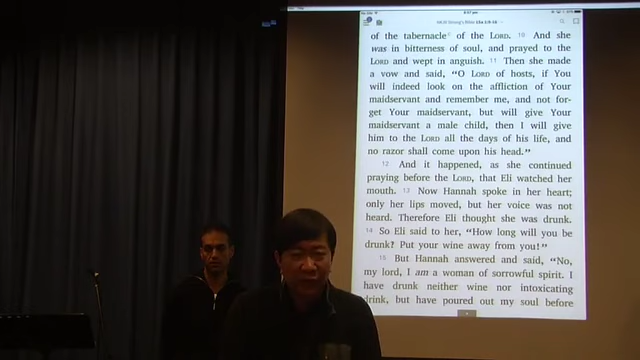 of the tabernacle of the LORD. 10 And she
was in bitterness of soul, and prayed to the
LORD and wept in anguish. 11 Then she made
a vow and said, “O LORD of hosts, if You
will indeed look on the affliction of Your
maidservant and remember me, and not for-
get Your maidservant, but will give Your
maidservant a male child, then I will give
him to the LORD all the days of his life, and
no razor shall come upon his head.”
12 And it happened, as she continued
praying before the LORD, that Eli watched her
mouth. 13 Now Hannah spoke in her heart;
only her lips moved, but her voice was not
heard. Therefore Eli thought she was drunk.
14 So Eli said to her, “How long will you be
drunk? Put your wine away from you!”
15 But Hannah answered and said, “No,
my lord, I am a woman of sorrowful spirit. I
have drunk neither wine nor intoxicating
drink, but have poured out my soul before